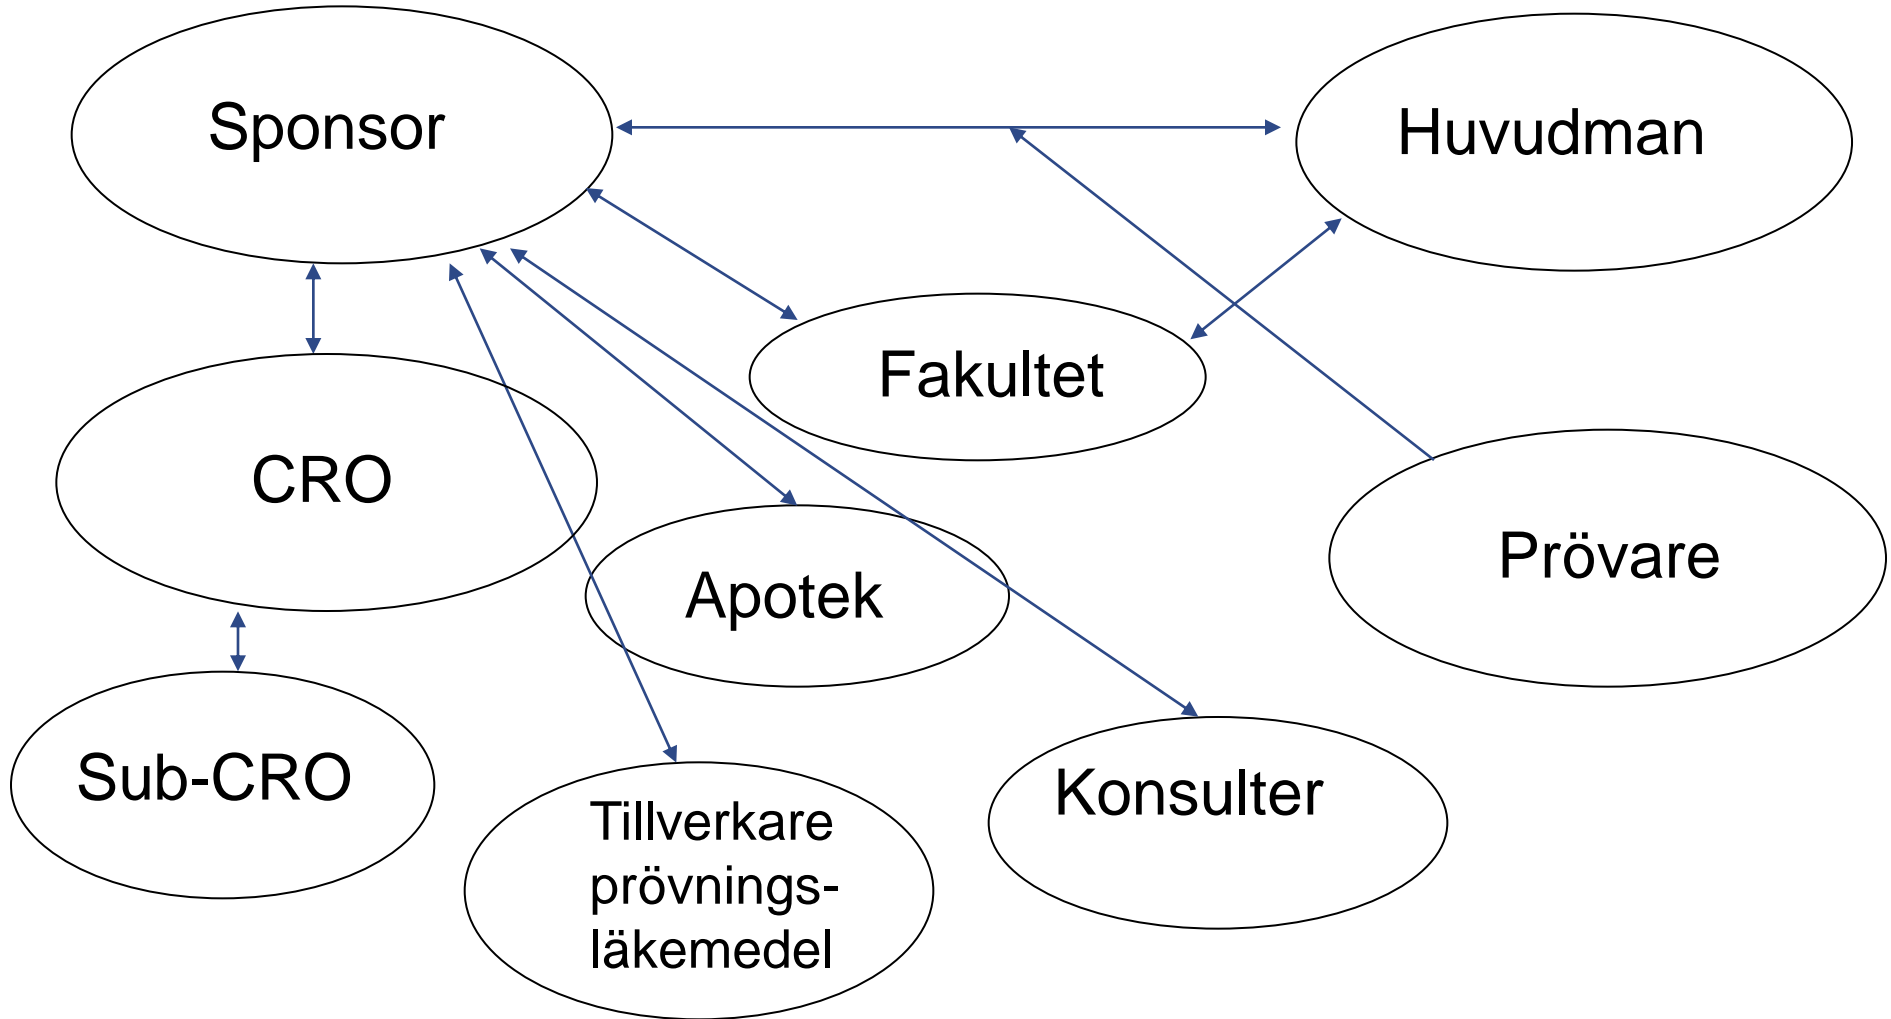 Sponsor
Huvudman
Fakultet
CRO
Prövare
Apotek
Sub-CRO
Konsulter
Tillverkare
prövnings-
läkemedel